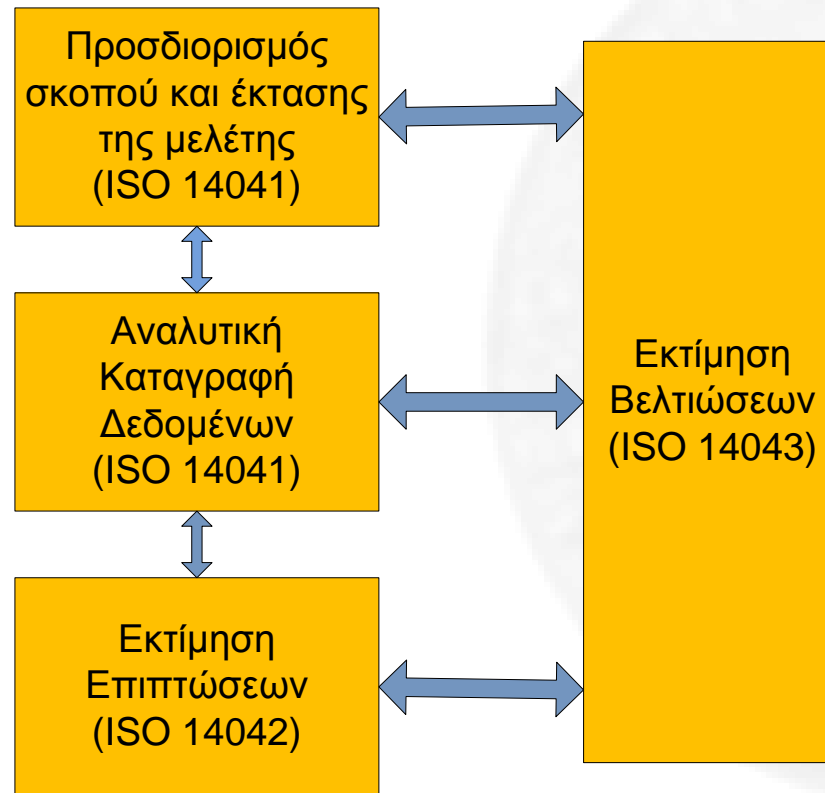 Προσδιορισμός
σκοπού και έκτασης
της μελέτης
(ISO 14041)
Αναλυτική
Καταγραφή
Δεδομένων
(ISO 14041)
Εκτίμηση
Επιπτώσεων
(ISO 14042)
Εκτίμηση
Βελτιώσεων
(ISO 14043)